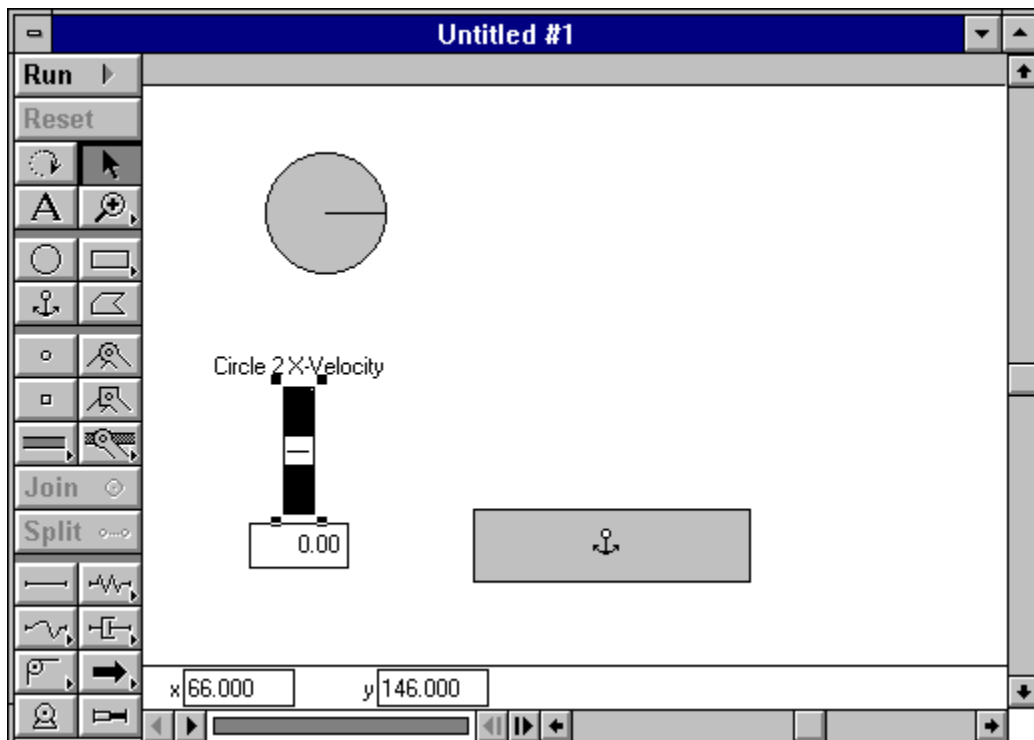 Untitled #1
Run
Reset
A
Circle 2 X-Velocity
Join
Split
0.00
x 66.000 y 146.000